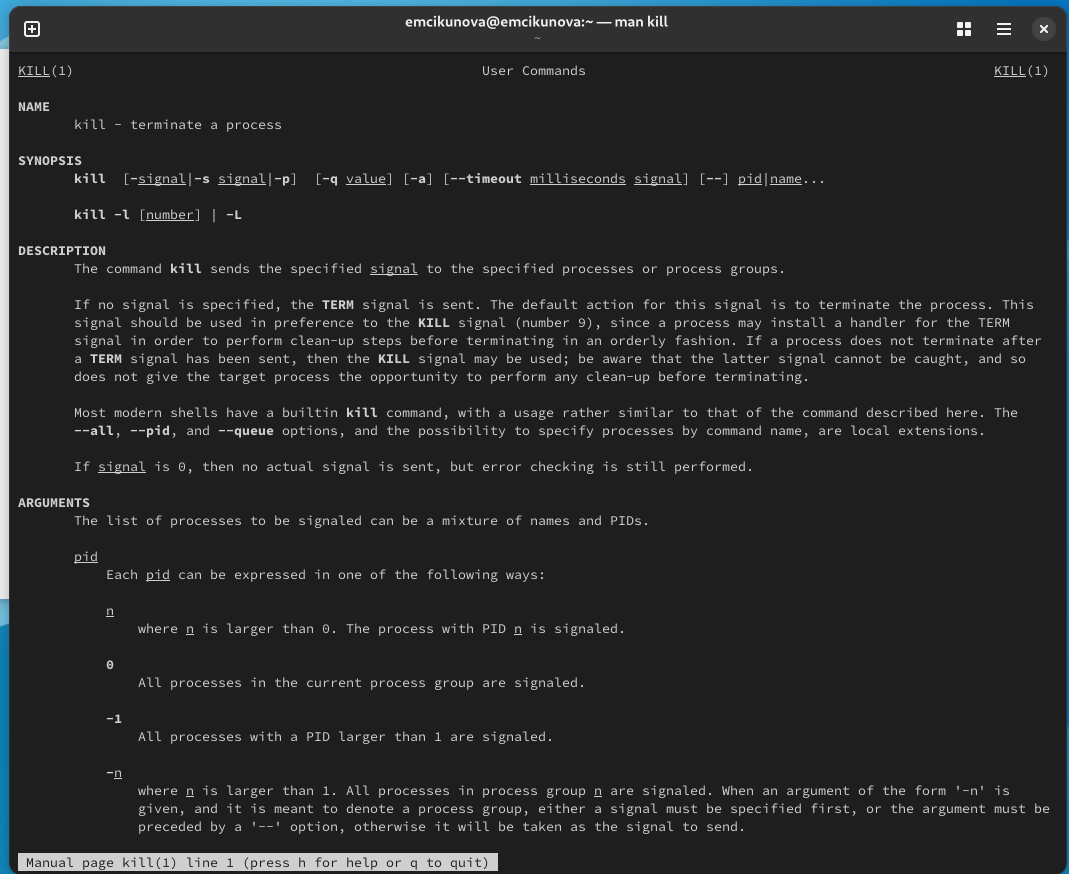 emcikunova@emcikunova:~ — man kill
~
KILL(1) User Commands KILL(1)
NAME
kill - terminate a process
SYNOPSIS
kill [-signal|-s signal|-p] [-q value] [-a] [--timeout milliseconds signal] [--] pid|name...
kill -l [number] | -L
DESCRIPTION
The command kill sends the specified signal to the specified processes or process groups.
If no signal is specified, the TERM signal is sent. The default action for this signal is to terminate the process. This
signal should be used in preference to the KILL signal (number 9), since a process may install a handler for the TERM
signal in order to perform clean-up steps before terminating in an orderly fashion. If a process does not terminate after
a TERM signal has been sent, then the KILL signal may be used; be aware that the latter signal cannot be caught, and so
does not give the target process the opportunity to perform any clean-up before terminating.
Most modern shells have a builtin kill command, with a usage rather similar to that of the command described here. The
--all, --pid, and --queue options, and the possibility to specify processes by command name, are local extensions.
If signal is 0, then no actual signal is sent, but error checking is still performed.
ARGUMENTS
The list of processes to be signaled can be a mixture of names and PIDs.
pid
Each pid can be expressed in one of the following ways:
n
where n is larger than 0. The process with PID n is signaled.
0
All processes in the current process group are signaled.
-1
All processes with a PID larger than 1 are signaled.
-n
where n is larger than 1. All processes in process group n are signaled. When an argument of the form '-n' is
given, and it is meant to denote a process group, either a signal must be specified first, or the argument must be
preceded by a '--' option, otherwise it will be taken as the signal to send.
Manual page kill(1) line 1 (press h for help or q to quit)